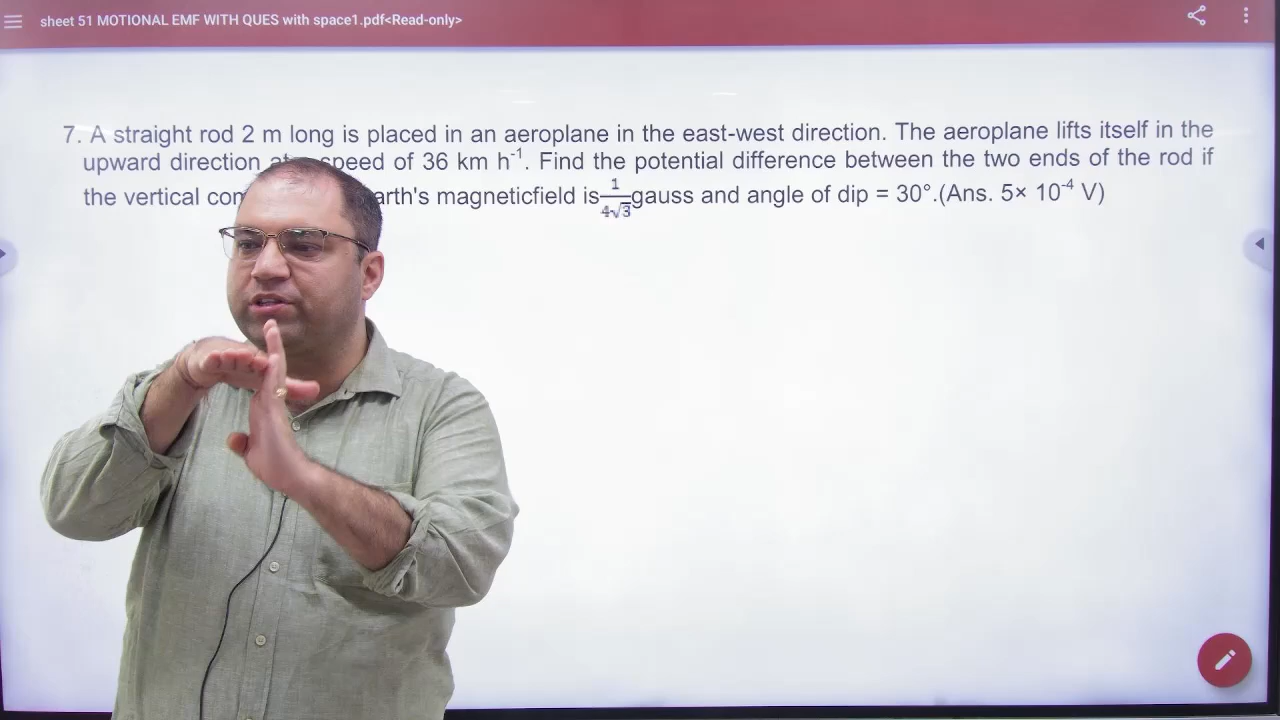 sheet 51 MOTIONAL EMF WITH QUES with space1.pdf<Read-only>
7. A straight rod 2 m long is placed in an aeroplane in the east-west direction. The aeroplane lifts itself in the
upward direction speed of 36 km h⁻¹. Find the potential difference between the two ends of the rod if
the vertical magneticfield is 1/4√3 gauss and angle of dip = 30°.(Ans. 5× 10⁻⁴ V)